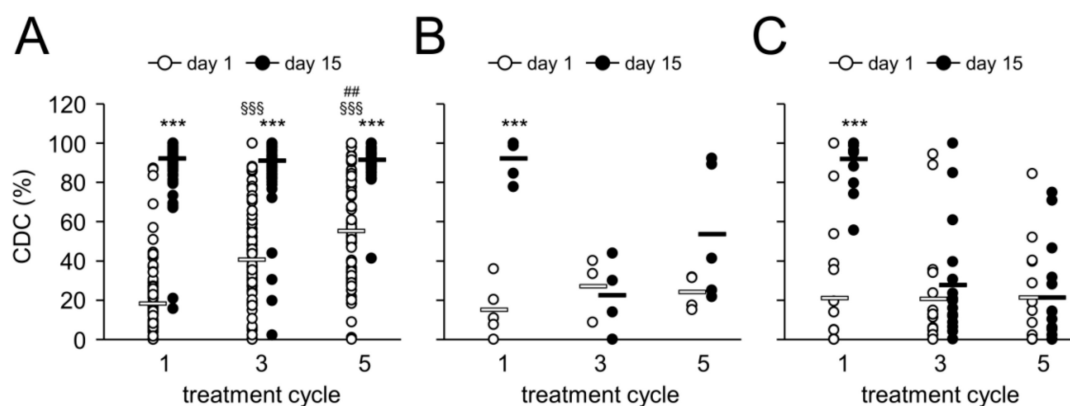 A
B
C
day 1 day 15
day 1 day 15
day 1 day 15
##
§§§ §§§
*** *** ***
***
***
CDC (%)
120
100
80
60
40
20
0
1 3 5
1 3 5
1 3 5
treatment cycle
treatment cycle
treatment cycle